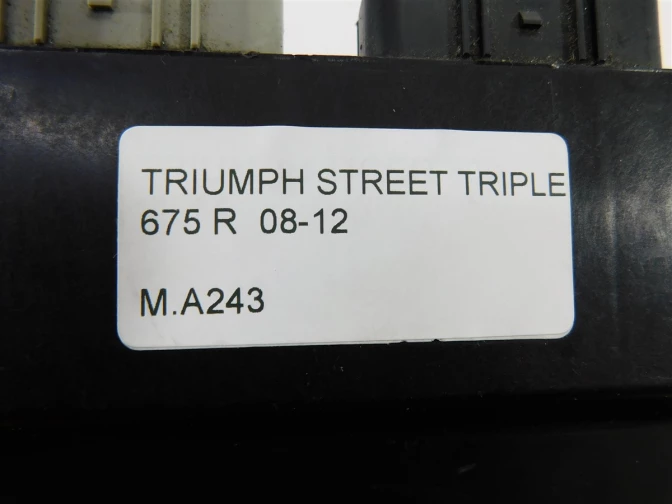 TRIUMPH STREET TRIPLE
675 R 08-12
M.A243